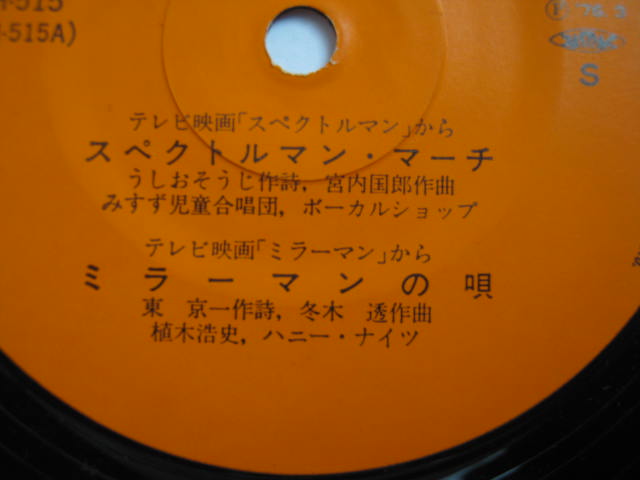 -515
-515A)
Ⓟ '76. 3
S
テレビ映画「スペクトルマン」から
スペクトルマン・マーチ
うしおそうじ作詩, 宮内国郎作曲
みすず児童合唱団, ボーカルショップ
テレビ映画「ミラーマン」から
ミラーマンの唄
東 京一作詩, 冬木 透作曲
植木浩史, ハニー・ナイツ